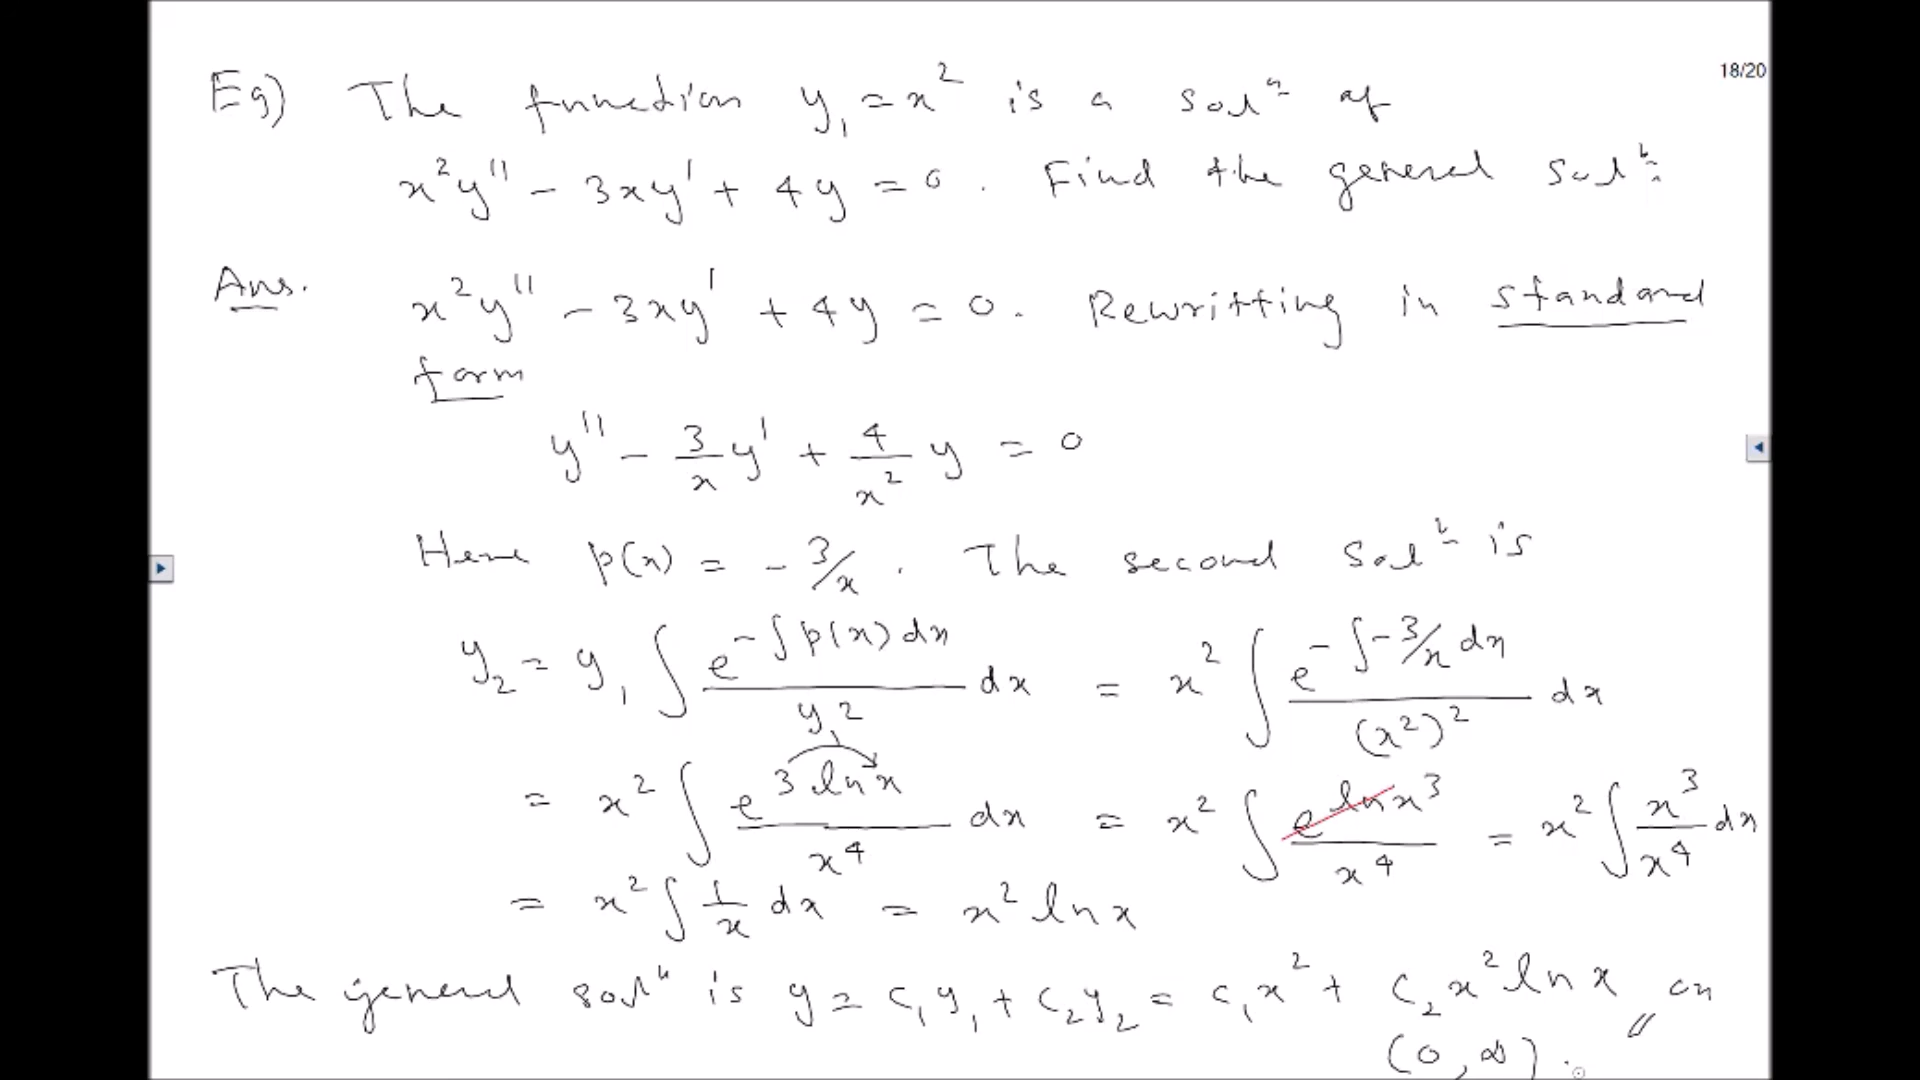 18/20
Eg) The function y₁ = x² is a solⁿ of
x²y'' - 3xy' + 4y = 0. Find the general solⁿ
Ans. x²y'' - 3xy' + 4y = 0. Rewritting in standard
form
y'' - 3/x y' + 4/x² y = 0
Here p(x) = -3/x. The second solⁿ is
y₂ = y₁ ∫ e^(-∫p(x)dx) / y₁² dx = x² ∫ e^(-∫-3/x dx) / (x²)² dx
= x² ∫ e^(3 ln x) / x⁴ dx = x² ∫ e^(ln x³) / x⁴ = x² ∫ x³/x⁴ dx
= x² ∫ 1/x dx = x² ln x
The general solⁿ is y = c₁y₁ + c₂y₂ = c₁x² + c₂x² ln x // on
(0, ∞).